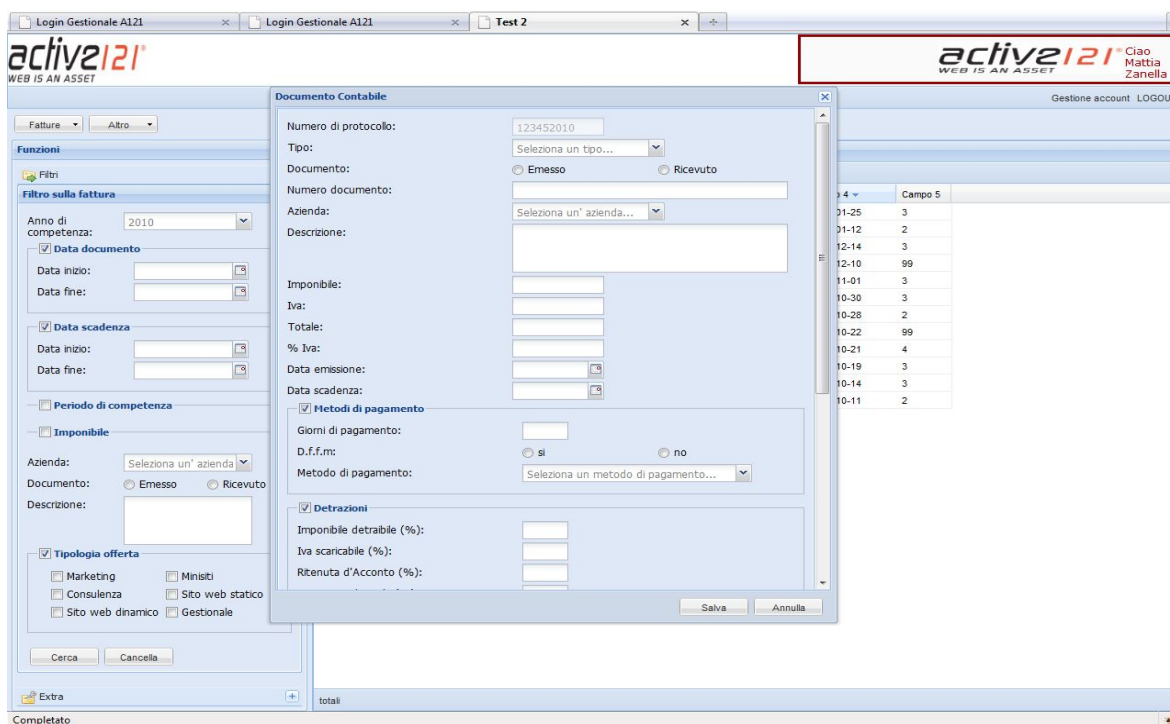 Login Gestionale A121
Login Gestionale A121
Test 2
active121®
WEB IS AN ASSET
active121®
WEB IS AN ASSET
Ciao
Mattia
Zanella
Gestione account LOGOU
Fatture
Altro
Funzioni
Filtri
Filtro sulla fattura
Anno di
competenza:
2010
Data documento
Data inizio:
Data fine:
Data scadenza
Data inizio:
Data fine:
Periodo di competenza
Imponibile
Azienda: Seleziona un' azienda
Documento: Emesso Ricevuto
Descrizione:
Tipologia offerta
Marketing Minisiti
Consulenza Sito web statico
Sito web dinamico Gestionale
Cerca Cancella
Extra
Documento Contabile
Numero di protocollo: 123452010
Tipo: Seleziona un tipo...
Documento: Emesso Ricevuto
Numero documento:
Azienda: Seleziona un' azienda...
Descrizione:
Imponibile:
Iva:
Totale:
% Iva:
Data emissione:
Data scadenza:
Metodi di pagamento
Giorni di pagamento:
D.f.f.m: si no
Metodo di pagamento: Seleziona un metodo di pagamento...
Detrazioni
Imponibile detraibile (%):
Iva scaricabile (%):
Ritenuta d'Acconto (%):
Salva Annulla
4 Campo 5
01-25 3
01-12 2
12-14 3
12-10 99
11-01 3
10-30 3
10-28 2
10-22 99
10-21 4
10-19 3
10-14 3
10-11 2
totali
Completato